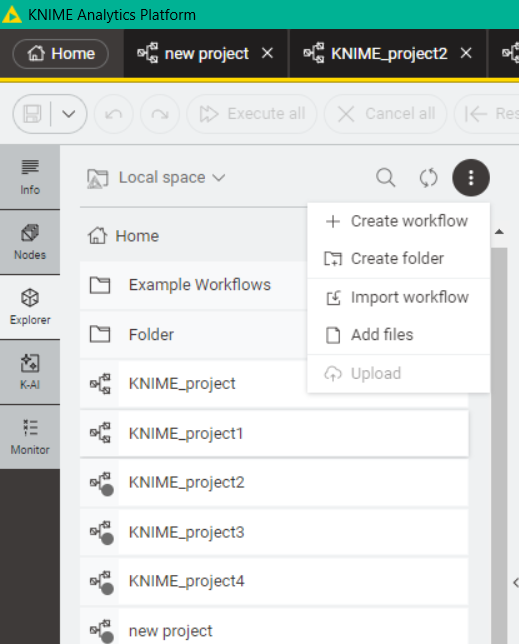 KNIME Analytics Platform
Home
new project
KNIME_project2
Execute all
Cancel all
Info
Local space
Create workflow
Nodes
Home
Create folder
Example Workflows
Import workflow
Explorer
Folder
Add files
K-AI
KNIME_project
Upload
Monitor
KNIME_project1
KNIME_project2
KNIME_project3
KNIME_project4
new project